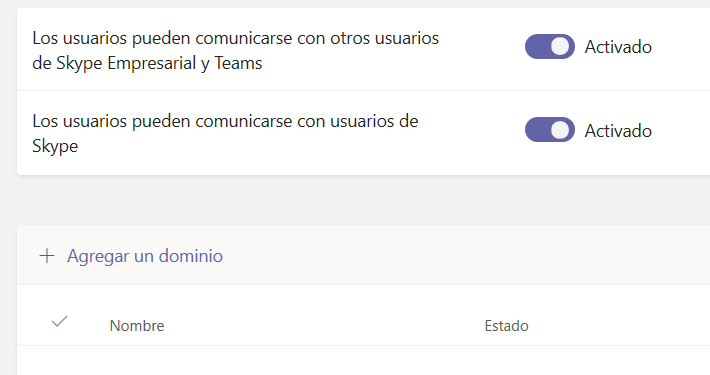 Los usuarios pueden comunicarse con otros usuarios
de Skype Empresarial y Teams
Activado
Los usuarios pueden comunicarse con usuarios de
Skype
Activado
Agregar un dominio
Nombre
Estado